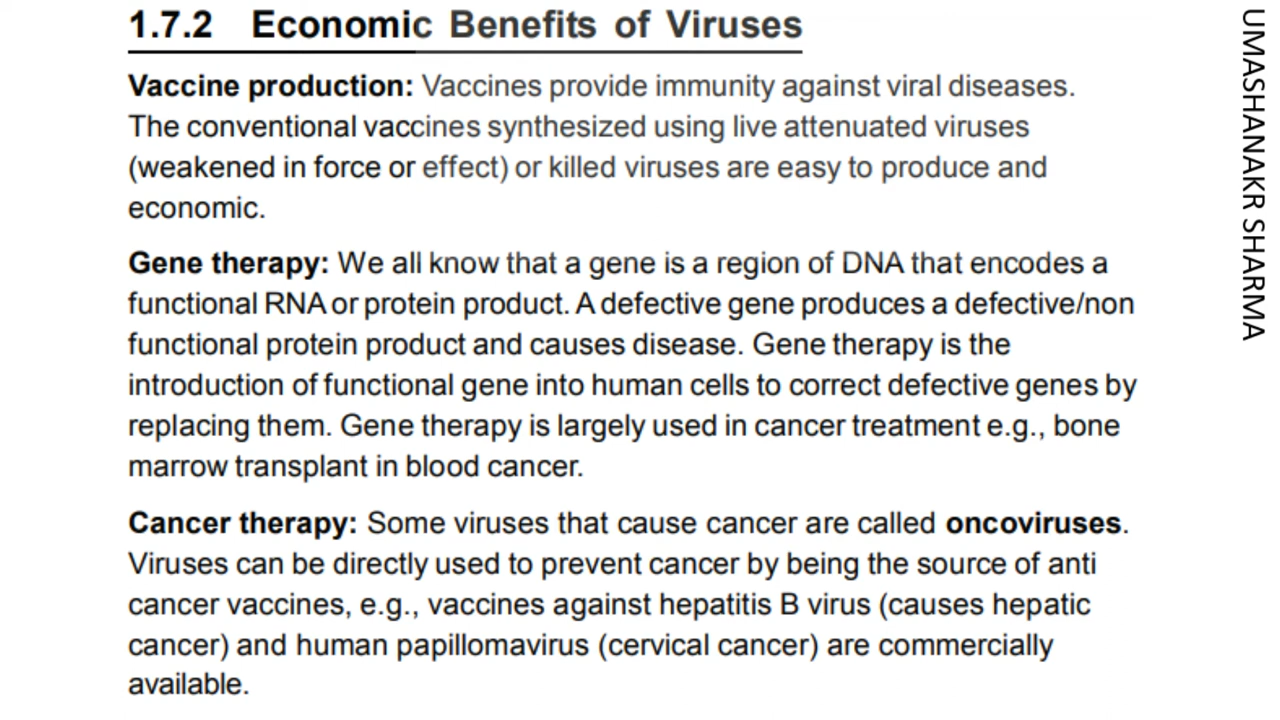 1.7.2 Economic Benefits of Viruses
Vaccine production: Vaccines provide immunity against viral diseases.
The conventional vaccines synthesized using live attenuated viruses
(weakened in force or effect) or killed viruses are easy to produce and
economic.
Gene therapy: We all know that a gene is a region of DNA that encodes a
functional RNA or protein product. A defective gene produces a defective/non
functional protein product and causes disease. Gene therapy is the
introduction of functional gene into human cells to correct defective genes by
replacing them. Gene therapy is largely used in cancer treatment e.g., bone
marrow transplant in blood cancer.
Cancer therapy: Some viruses that cause cancer are called oncoviruses.
Viruses can be directly used to prevent cancer by being the source of anti
cancer vaccines, e.g., vaccines against hepatitis B virus (causes hepatic
cancer) and human papillomavirus (cervical cancer) are commercially
available.
UMASHANAKR SHARMA